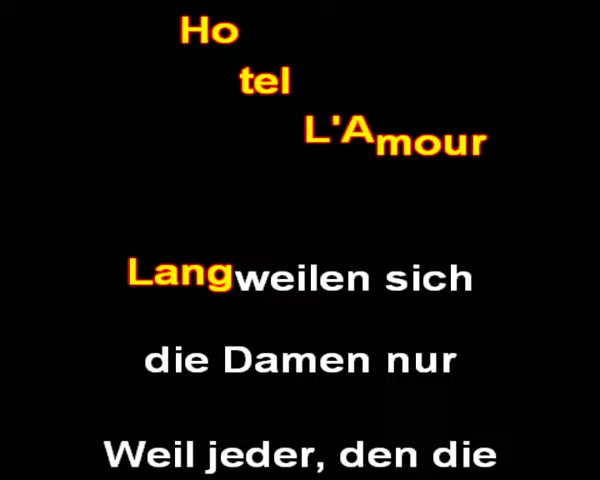 Ho
tel
L'Amour
Langweilen sich
die Damen nur
Weil jeder, den die